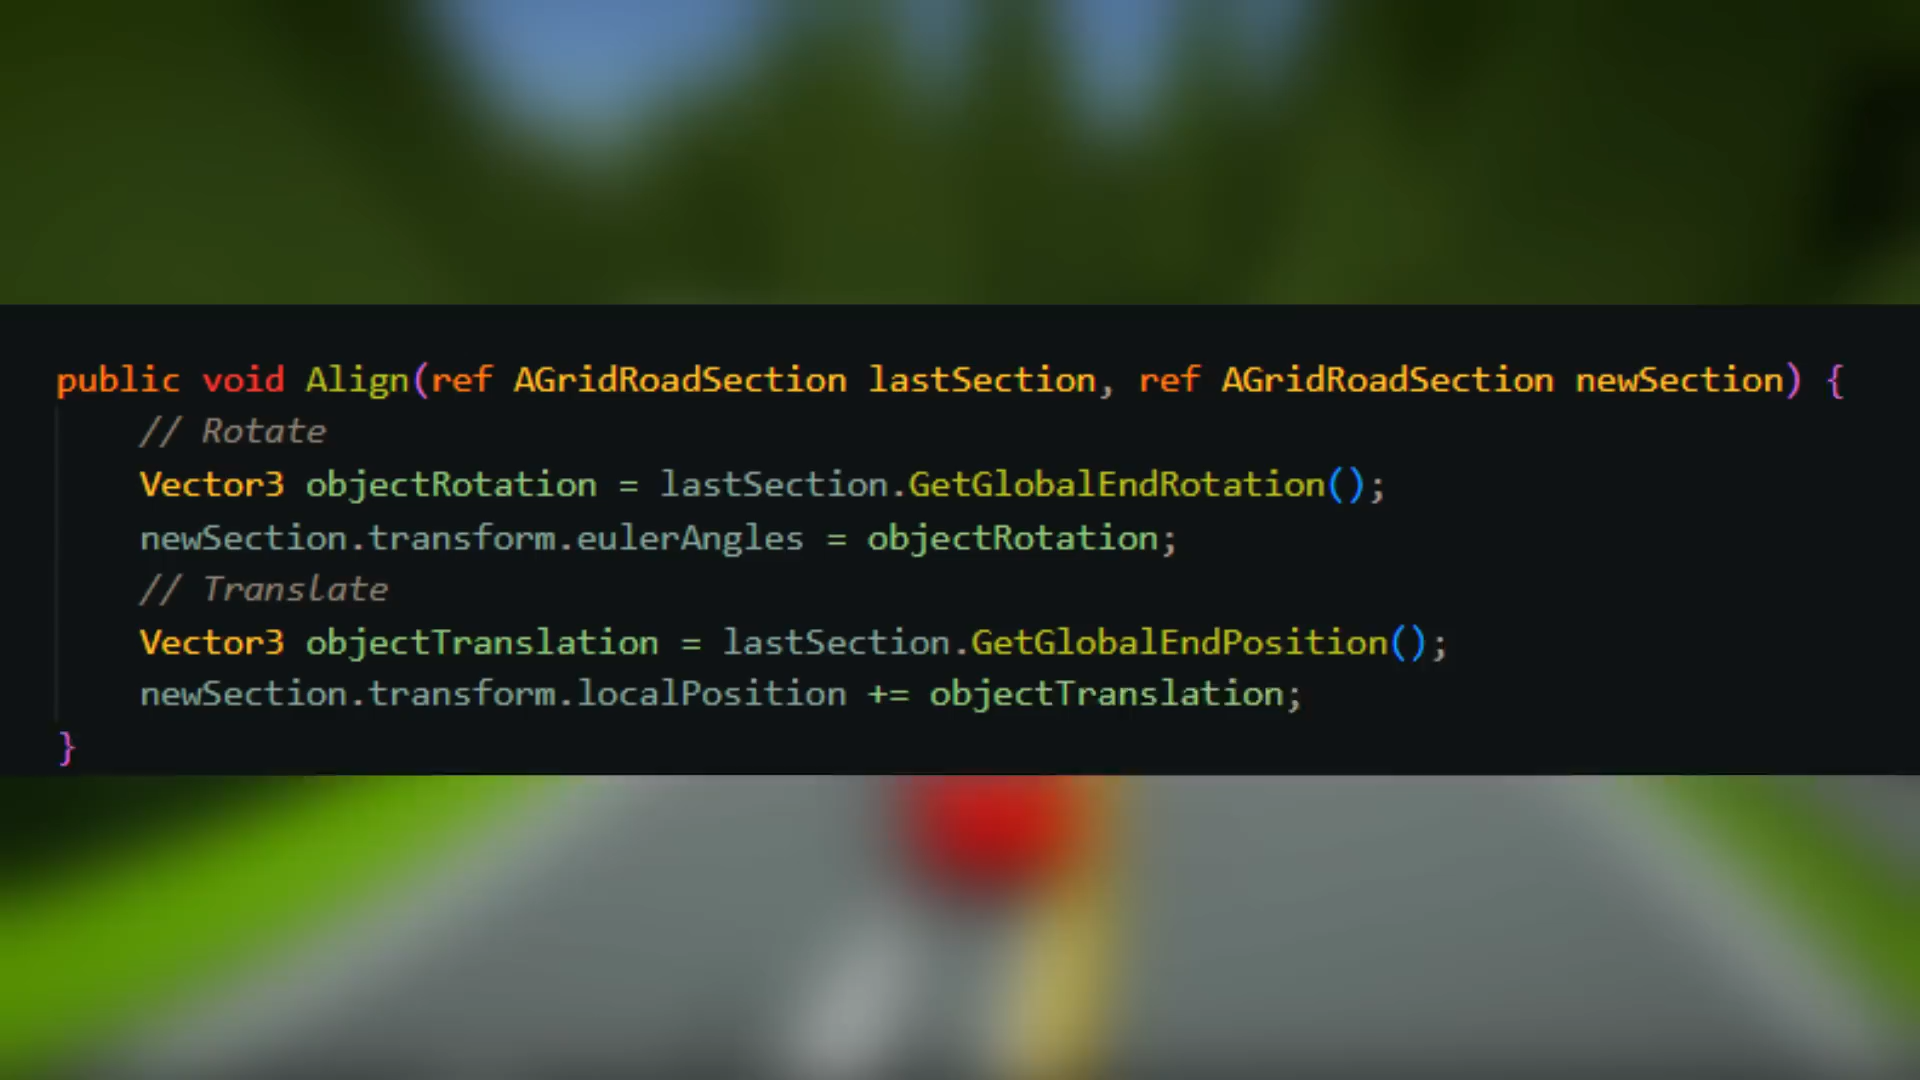 public void Align(ref AGridRoadSection lastSection, ref AGridRoadSection newSection) {
// Rotate
Vector3 objectRotation = lastSection.GetGlobalEndRotation();
newSection.transform.eulerAngles = objectRotation;
// Translate
Vector3 objectTranslation = lastSection.GetGlobalEndPosition();
newSection.transform.localPosition += objectTranslation;
}